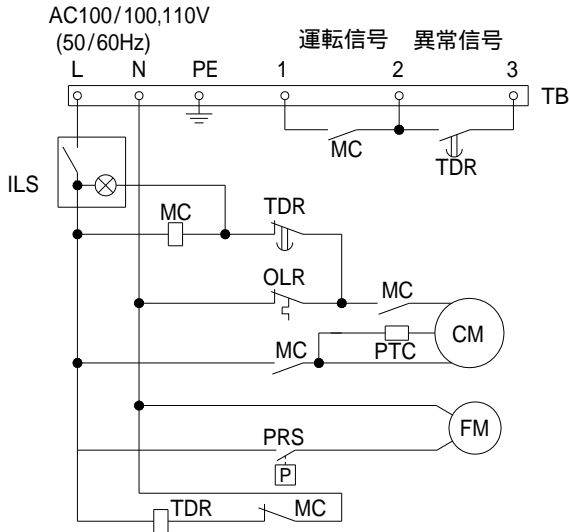 AC100/100,110V
(50/60Hz)
運転信号 異常信号
L N PE 1 2 3
TB
MC
TDR
ILS
MC
TDR
OLR
MC
CM
PTC
MC
FM
PRS
P
TDR
MC